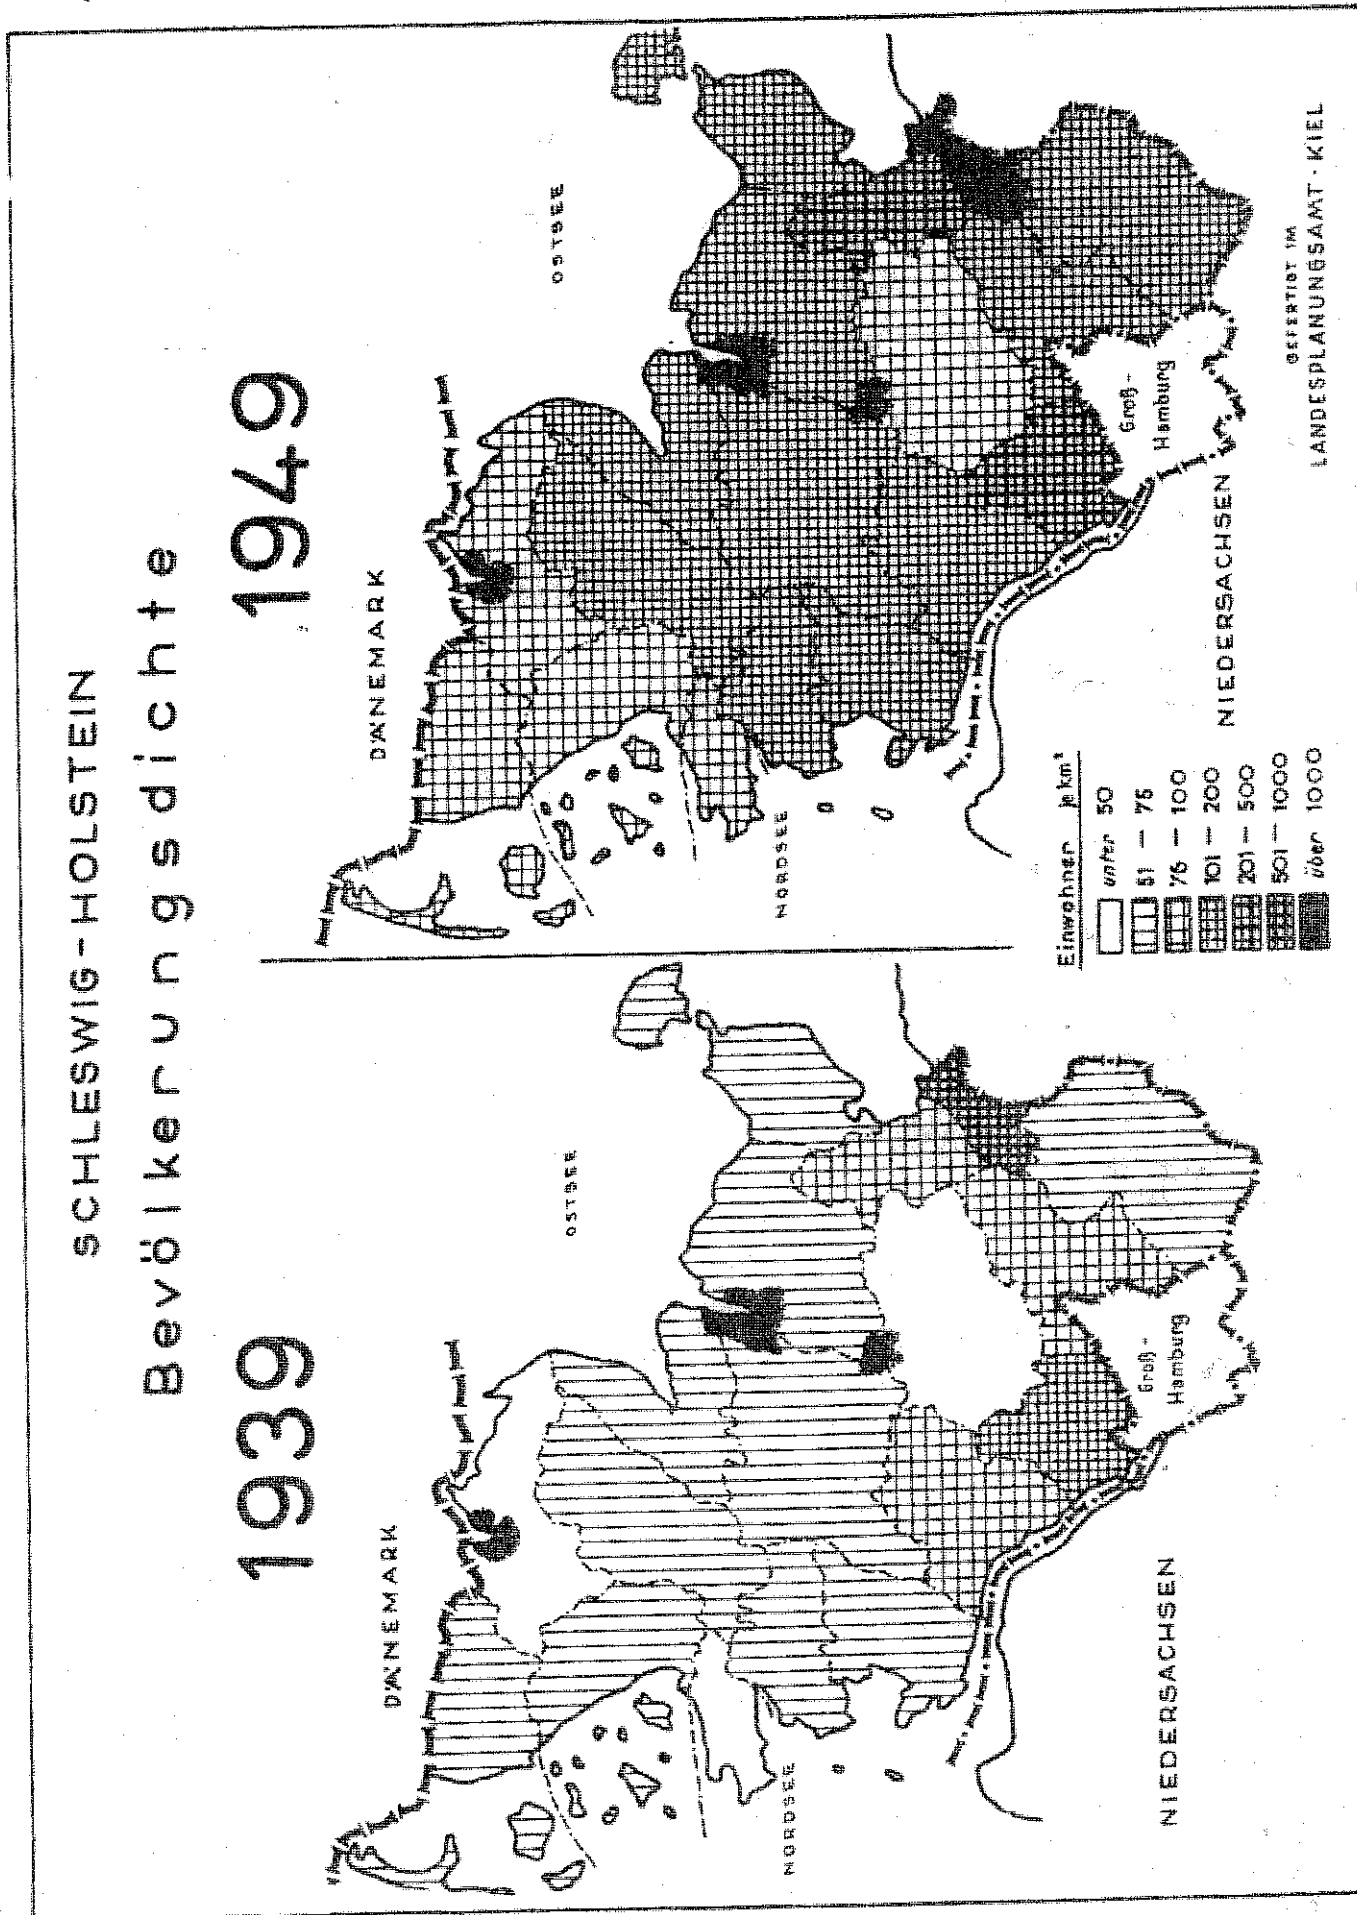 SCHLESWIG-HOLSTEIN
Bevölkerungsdichte
1939
1949
DÄNEMARK
OSTSEE
NORDSEE
Groß-
Hamburg
NIEDERSACHSEN
DÄNEMARK
OSTSEE
NORDSEE
Groß-
Hamburg
NIEDERSACHSEN
Einwohner je km²
unter 50
51 — 75
76 — 100
101 — 200
201 — 500
501 — 1000
über 1000
GEFERTIGT IM
LANDESPLANUNGSAMT · KIEL